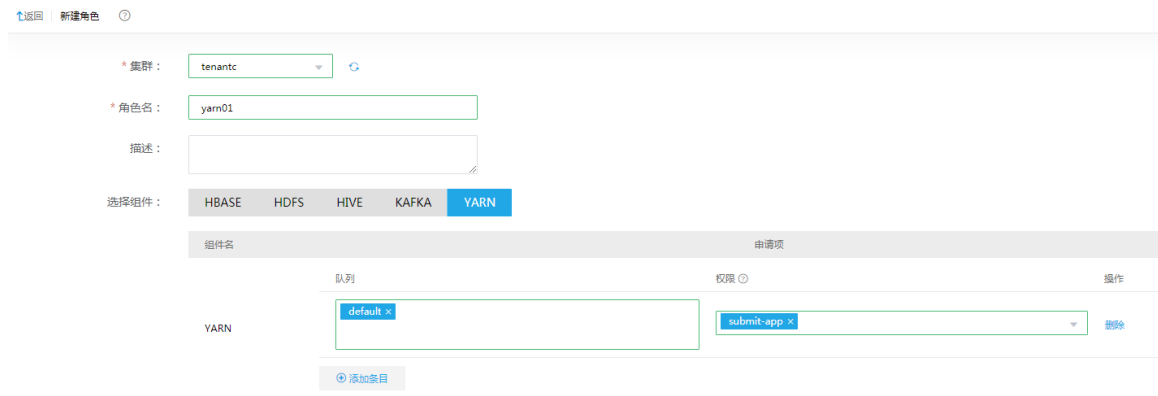 返回 新建角色
* 集群： tenantc
* 角色名： yarn01
描述：
选择组件： HBASE HDFS HIVE KAFKA YARN
组件名 申请项
队列 权限 操作
YARN default × submit-app × 删除
添加条目